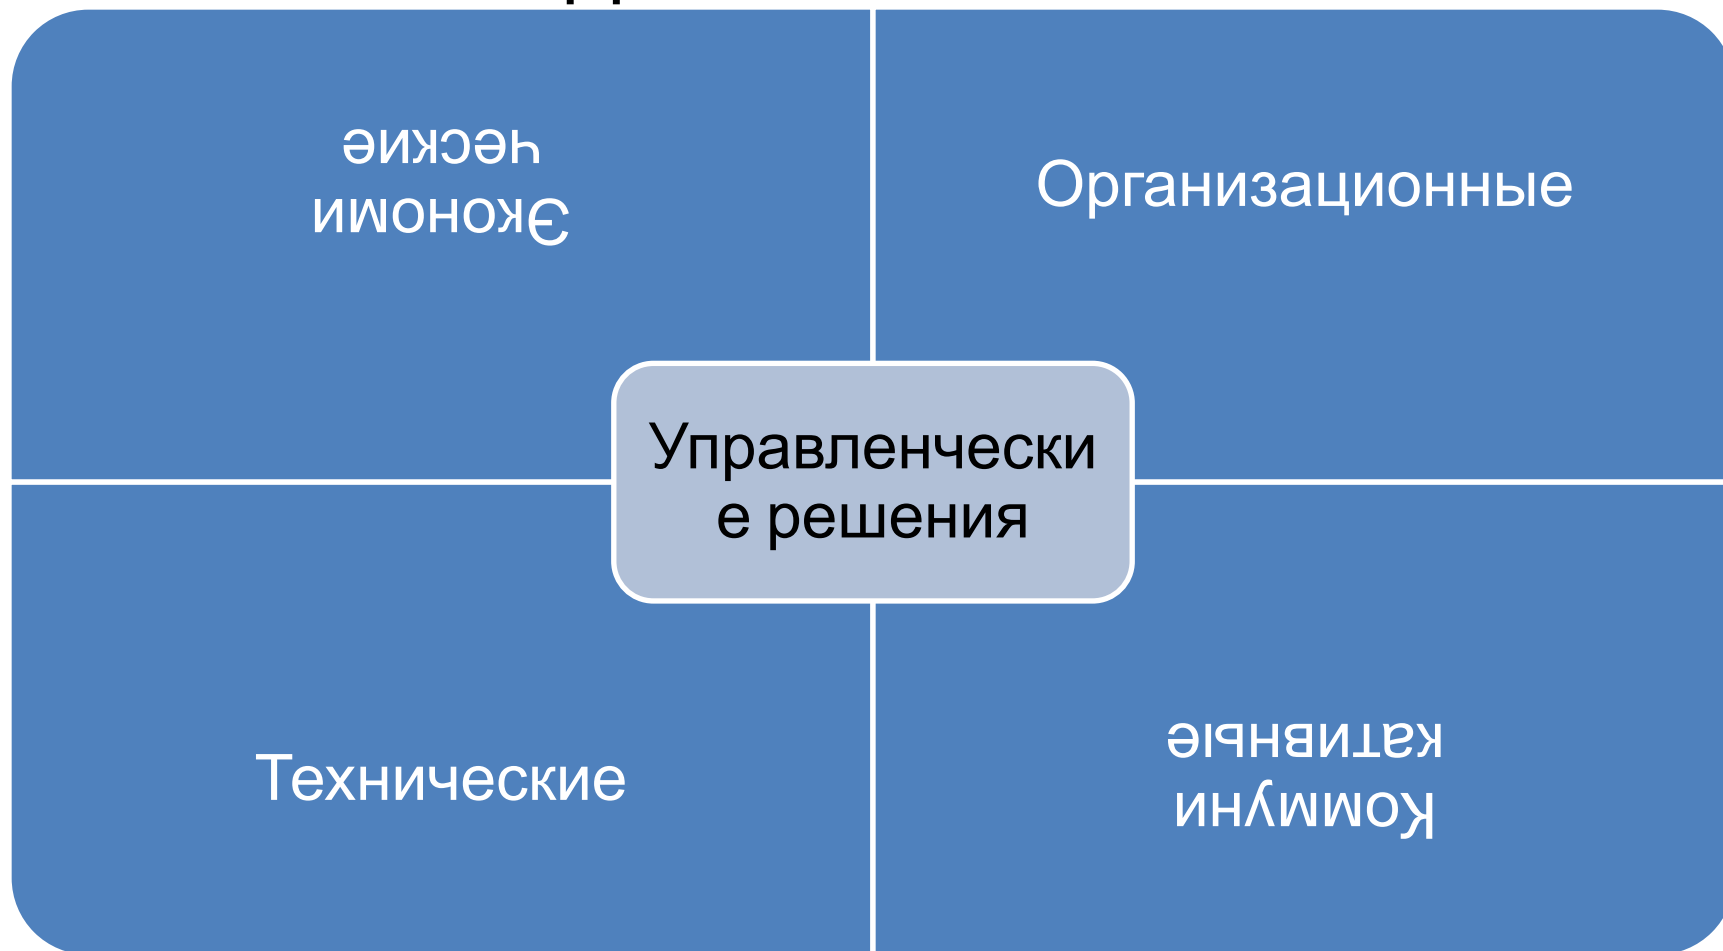 Экономи
ческие
Организационные
Управленчески
е решения
Технические
Коммуни
кативные